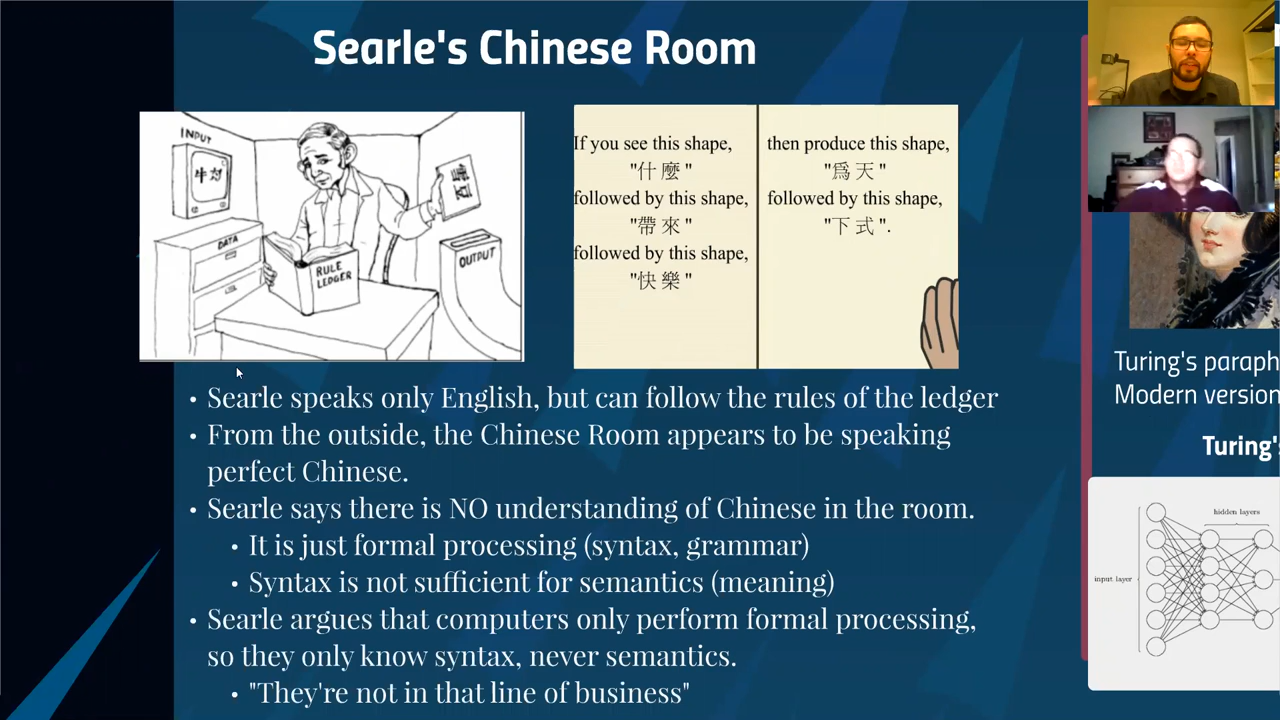 Searle's Chinese Room
INPUT
DATA
RULE
LEDGER
OUTPUT
If you see this shape,
"什麼"
followed by this shape,
"帶來"
followed by this shape,
"快樂"
then produce this shape,
"爲天"
followed by this shape,
"下式".
• Searle speaks only English, but can follow the rules of the ledger
• From the outside, the Chinese Room appears to be speaking
perfect Chinese.
• Searle says there is NO understanding of Chinese in the room.
• It is just formal processing (syntax, grammar)
• Syntax is not sufficient for semantics (meaning)
• Searle argues that computers only perform formal processing,
so they only know syntax, never semantics.
• "They're not in that line of business"
Turing's paraph
Modern version
Turing's
hidden layers
input layer